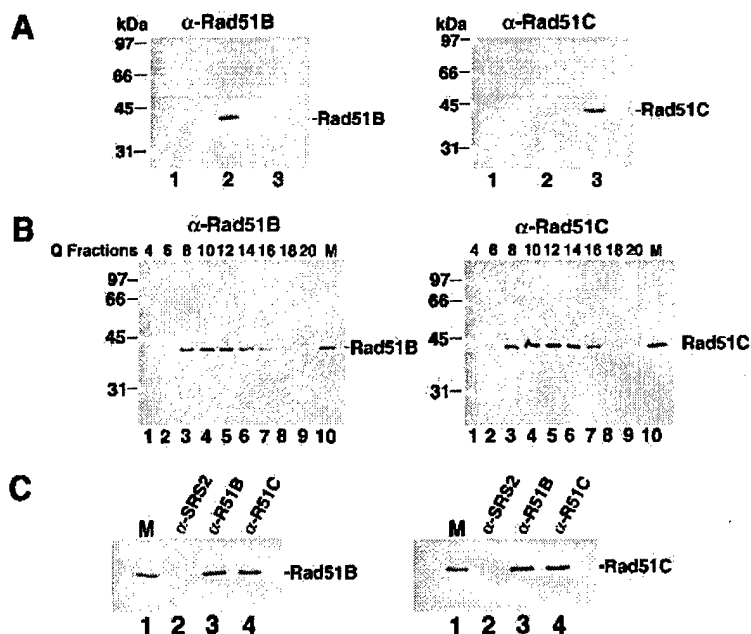 A
kDa α-Rad51B
97-
66-
45-
31-
-Rad51B
1 2 3
kDa α-Rad51C
97-
66-
45-
31-
-Rad51C
1 2 3
B
α-Rad51B
Q Fractions 4 6 8 10 12 14 16 18 20 M
97-
66-
45-
31-
-Rad51B
1 2 3 4 5 6 7 8 9 10
α-Rad51C
4 6 8 10 12 14 16 18 20 M
97-
66-
45-
31-
Rad51C
1 2 3 4 5 6 7 8 9 10
C
M α-SRS2 α-R51B α-R51C
-Rad51B
1 2 3 4
M α-SRS2 α-R51B α-R51C
-Rad51C
1 2 3 4